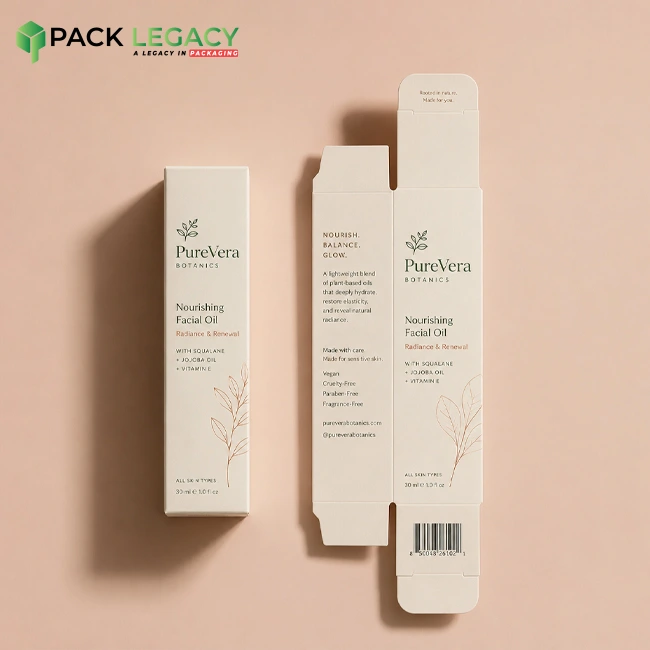 PACK LEGACY
A LEGACY IN PACKAGING
PureVera
BOTANICS
Nourishing
Facial Oil
Radiance & Renewal
WITH SQUALANE
+ JOJOBA OIL
+ VITAMIN E
ALL SKIN TYPES
30 ml e 1.0 fl oz
NOURISH.
BALANCE.
GLOW.
A lightweight blend
of plant-based oils
that deeply hydrate,
restore elasticity,
and reveal natural
radiance.
Made with care.
Made for sensitive skin.
Vegan
Cruelty-Free
Paraben-Free
Fragrance-Free
pureverabotanics.com
@pureverabotanics
Rooted in nature.
Made for you.
PureVera
BOTANICS
Nourishing
Facial Oil
Radiance & Renewal
WITH SQUALANE
+ JOJOBA OIL
+ VITAMIN E
ALL SKIN TYPES
30 ml e 1.0 fl oz
8 50048 26102 1